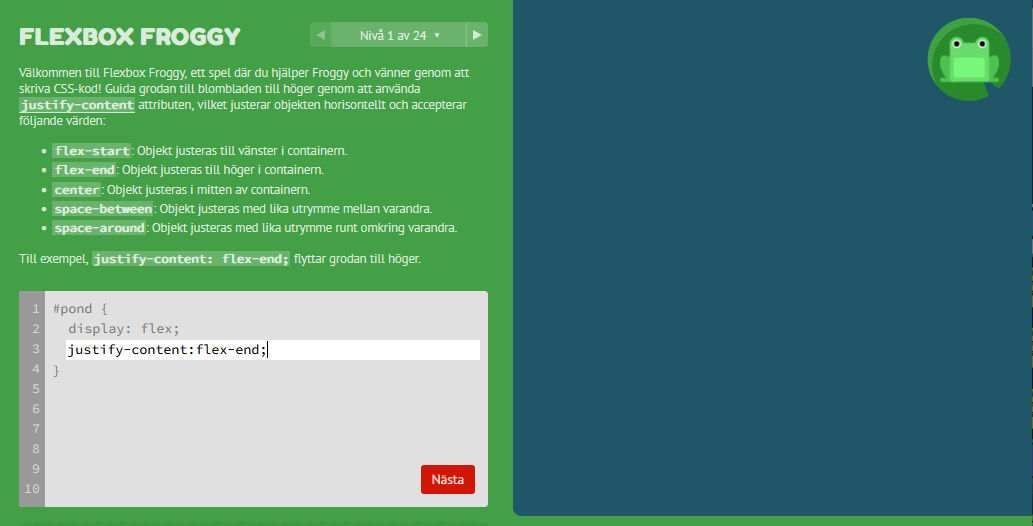 FLEXBOX FROGGY
◀ Nivå 1 av 24 ▼ ▶
Välkommen till Flexbox Froggy, ett spel där du hjälper Froggy och vänner genom att
skriva CSS-kod! Guida grodan till blombladen till höger genom att använda
justify-content attributen, vilket justerar objekten horisontellt och accepterar
följande värden:
• flex-start: Objekt justeras till vänster i containern.
• flex-end: Objekt justeras till höger i containern.
• center: Objekt justeras i mitten av containern.
• space-between: Objekt justeras med lika utrymme mellan varandra.
• space-around: Objekt justeras med lika utrymme runt omkring varandra.
Till exempel, justify-content: flex-end; flyttar grodan till höger.
1 #pond {
2 display: flex;
3 justify-content:flex-end;
4 }
5
6
7
8
9
10
Nästa